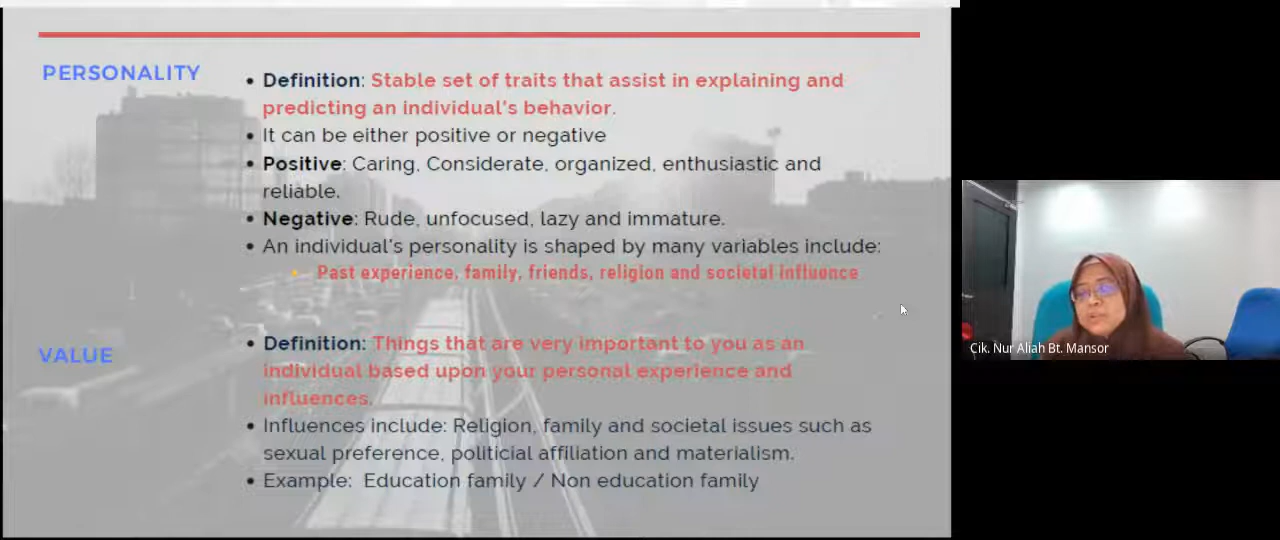 PERSONALITY
• Definition: Stable set of traits that assist in explaining and
predicting an individual's behavior.
• It can be either positive or negative
• Positive: Caring, Considerate, organized, enthusiastic and
reliable.
• Negative: Rude, unfocused, lazy and immature.
• An individual's personality is shaped by many variables include:
• Past experience, family, friends, religion and societal influence
VALUE
• Definition: Things that are very important to you as an
individual based upon your personal experience and
influences.
• Influences include: Religion, family and societal issues such as
sexual preference, politicial affiliation and materialism.
• Example: Education family / Non education family
Cik. Nur Aliah Bt. Mansor